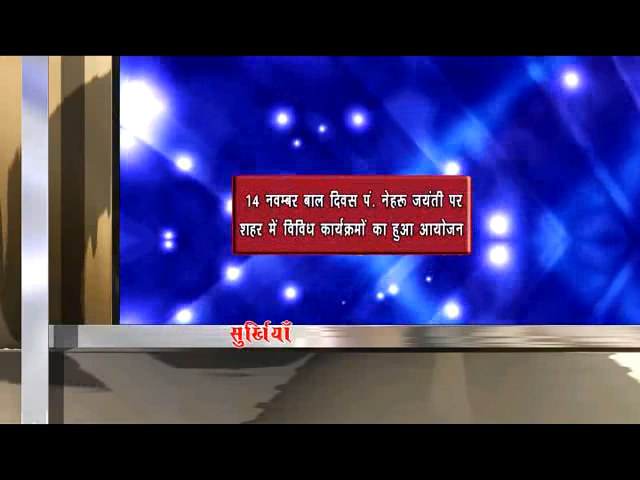 14 नवम्बर बाल दिवस पं. नेहरू जयंती पर
शहर में विविध कार्यक्रमों का हुआ आयोजन
सुर्खियाँ